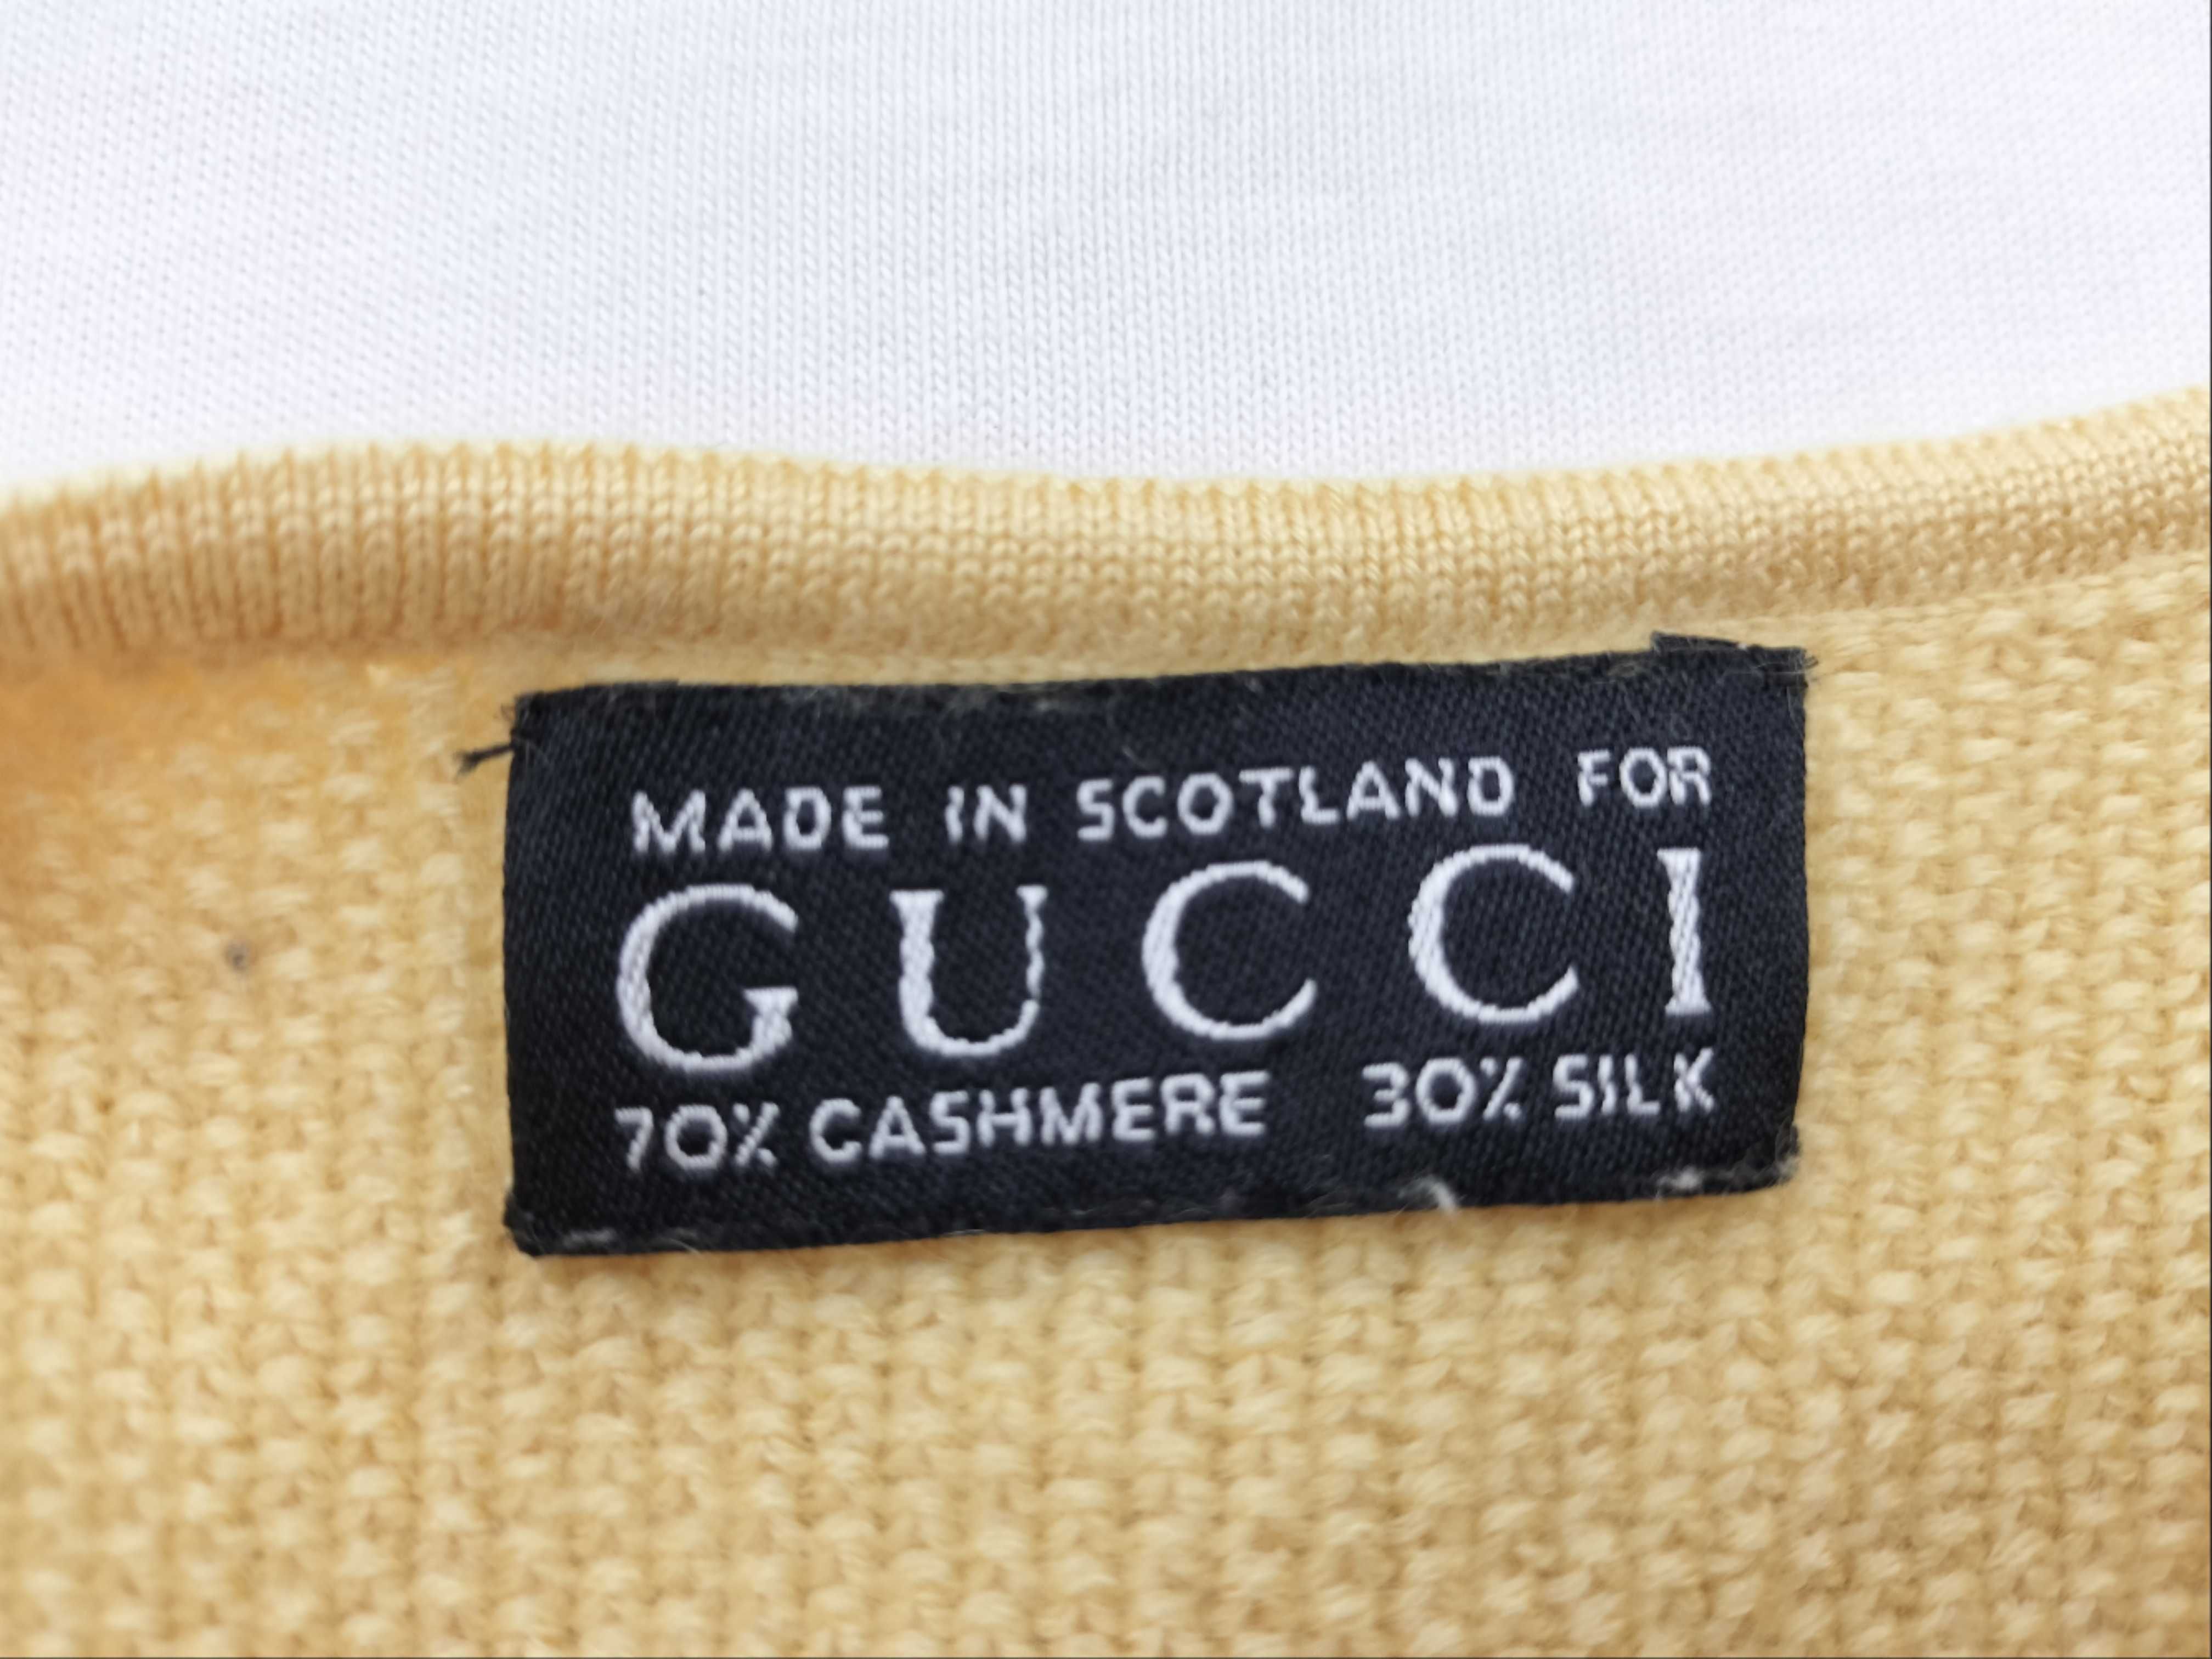 MADE IN SCOTLAND FOR
GUCCI
70% CASHMERE 30% SILK